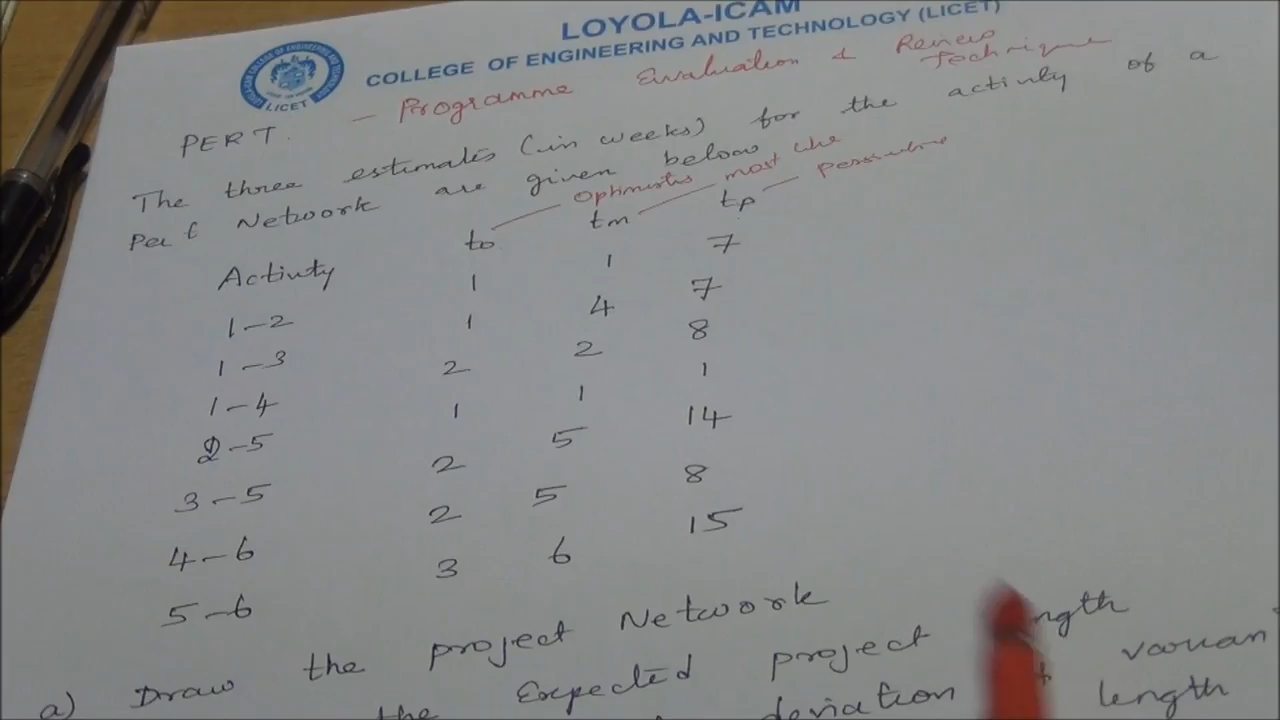 LOYOLA-ICAM
COLLEGE OF ENGINEERING AND TECHNOLOGY (LICET)
LICET
PERT. - Programme Evaluation & Review Technique
The three estimates (in weeks) for the activity of a
Network are given below
Optimistic most like
Activity to tm tp
1-2 1 1 7
1-3 1 4 7
1-4 2 2 8
2-5 1 1 1
3-5 2 5 14
4-6 2 5 8
5-6 3 6 15
a) Draw the project Network
the Expected project
deviation length